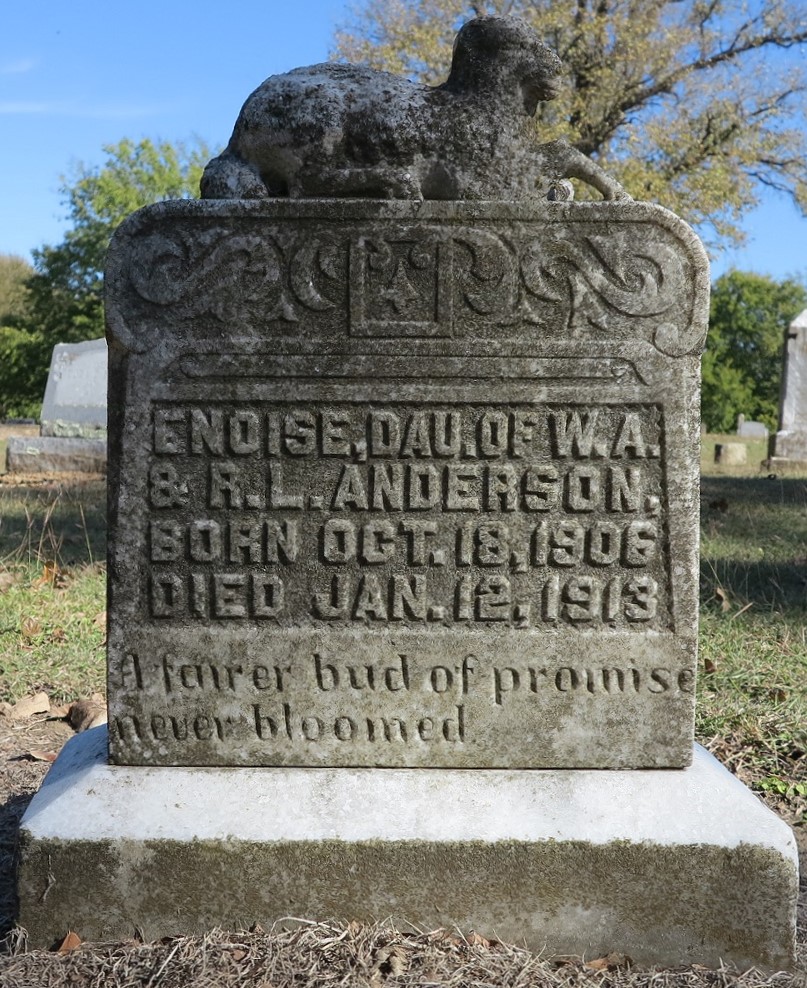 ENOISE, DAU. OF W. A.
& R. L. ANDERSON.
BORN OCT. 18, 1906
DIED JAN. 12, 1913
A fairer bud of promise
never bloomed.